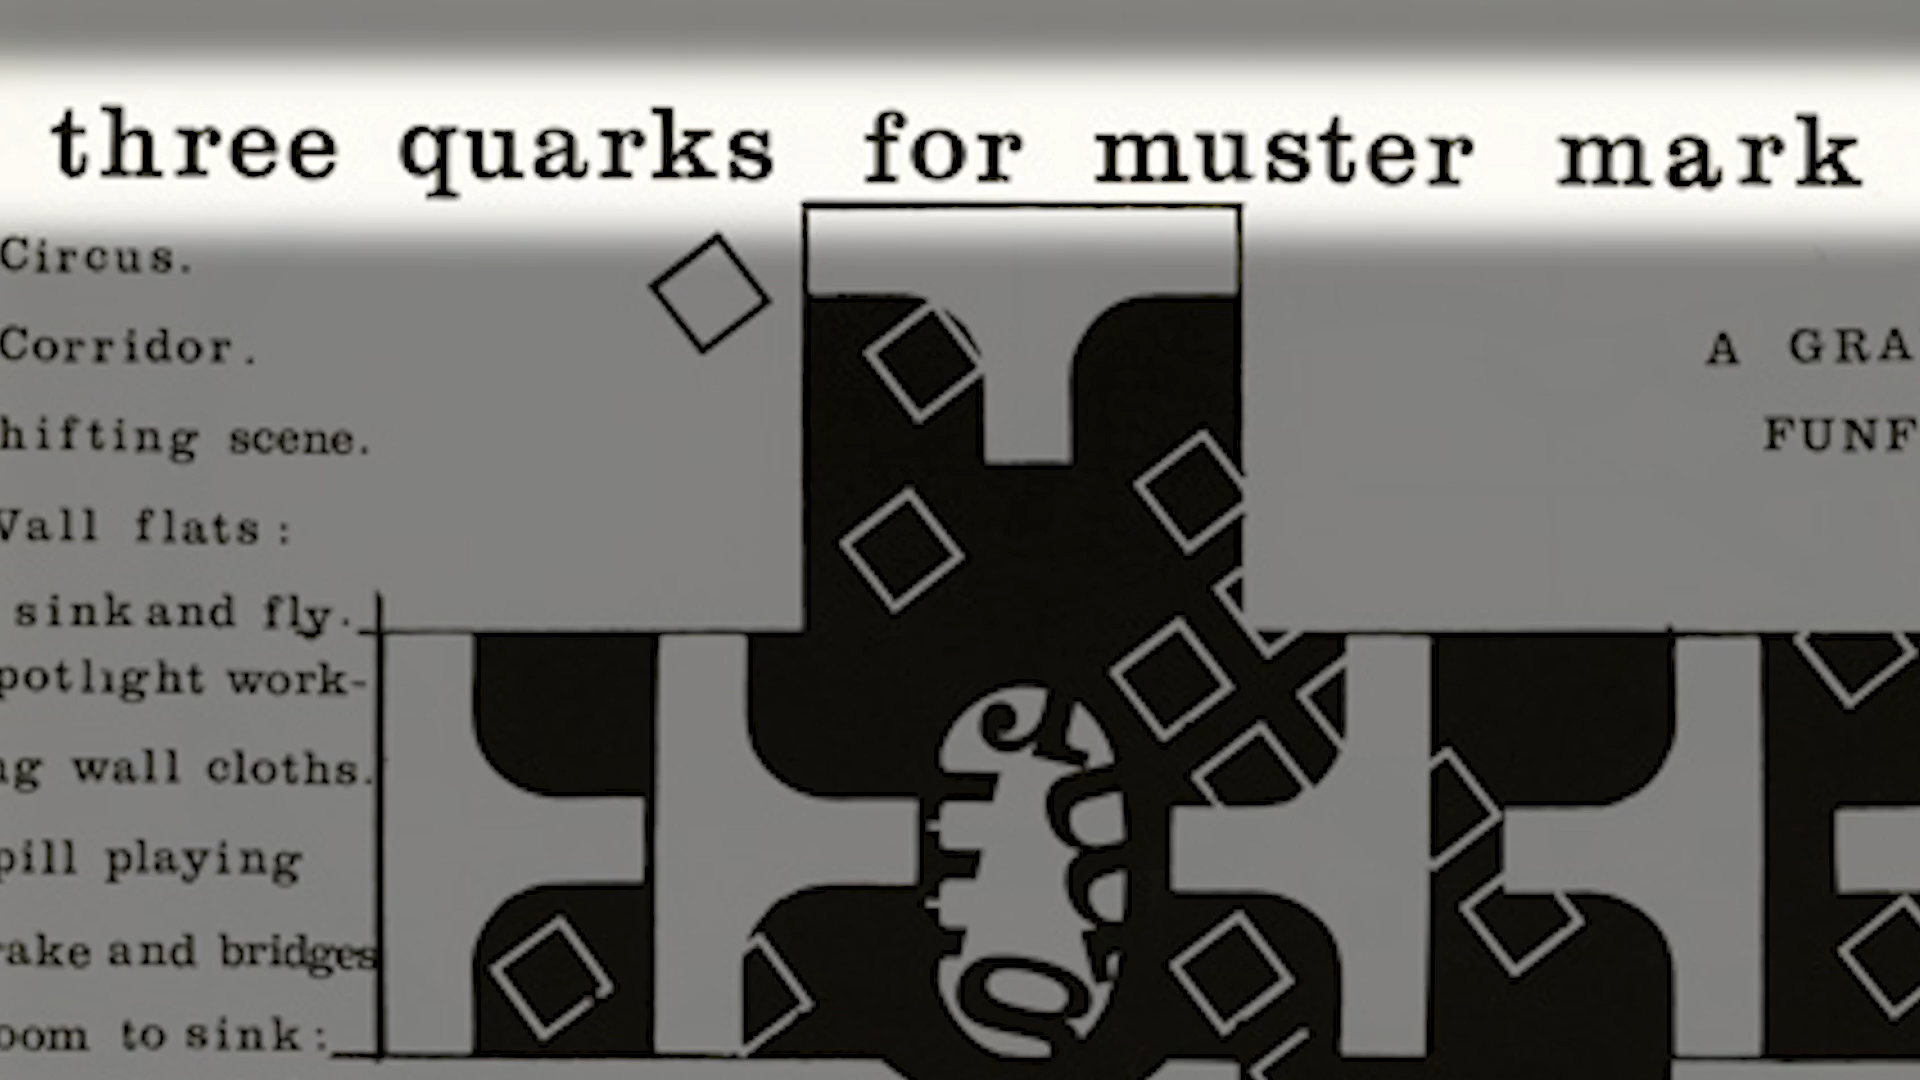 three quarks for muster mark
Circus.
Corridor.
A GRA
hifting scene.
FUNF
Wall flats:
sink and fly.
potlight work-
ng wall cloths.
pill playing
rake and bridges
oom to sink: